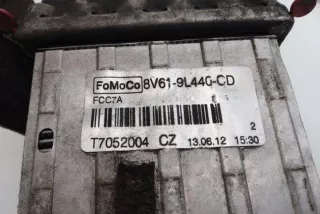 FoMoCo 8V61-9L440-CD
FCC7A
2
T7052004 CZ 13.06.12 15:30